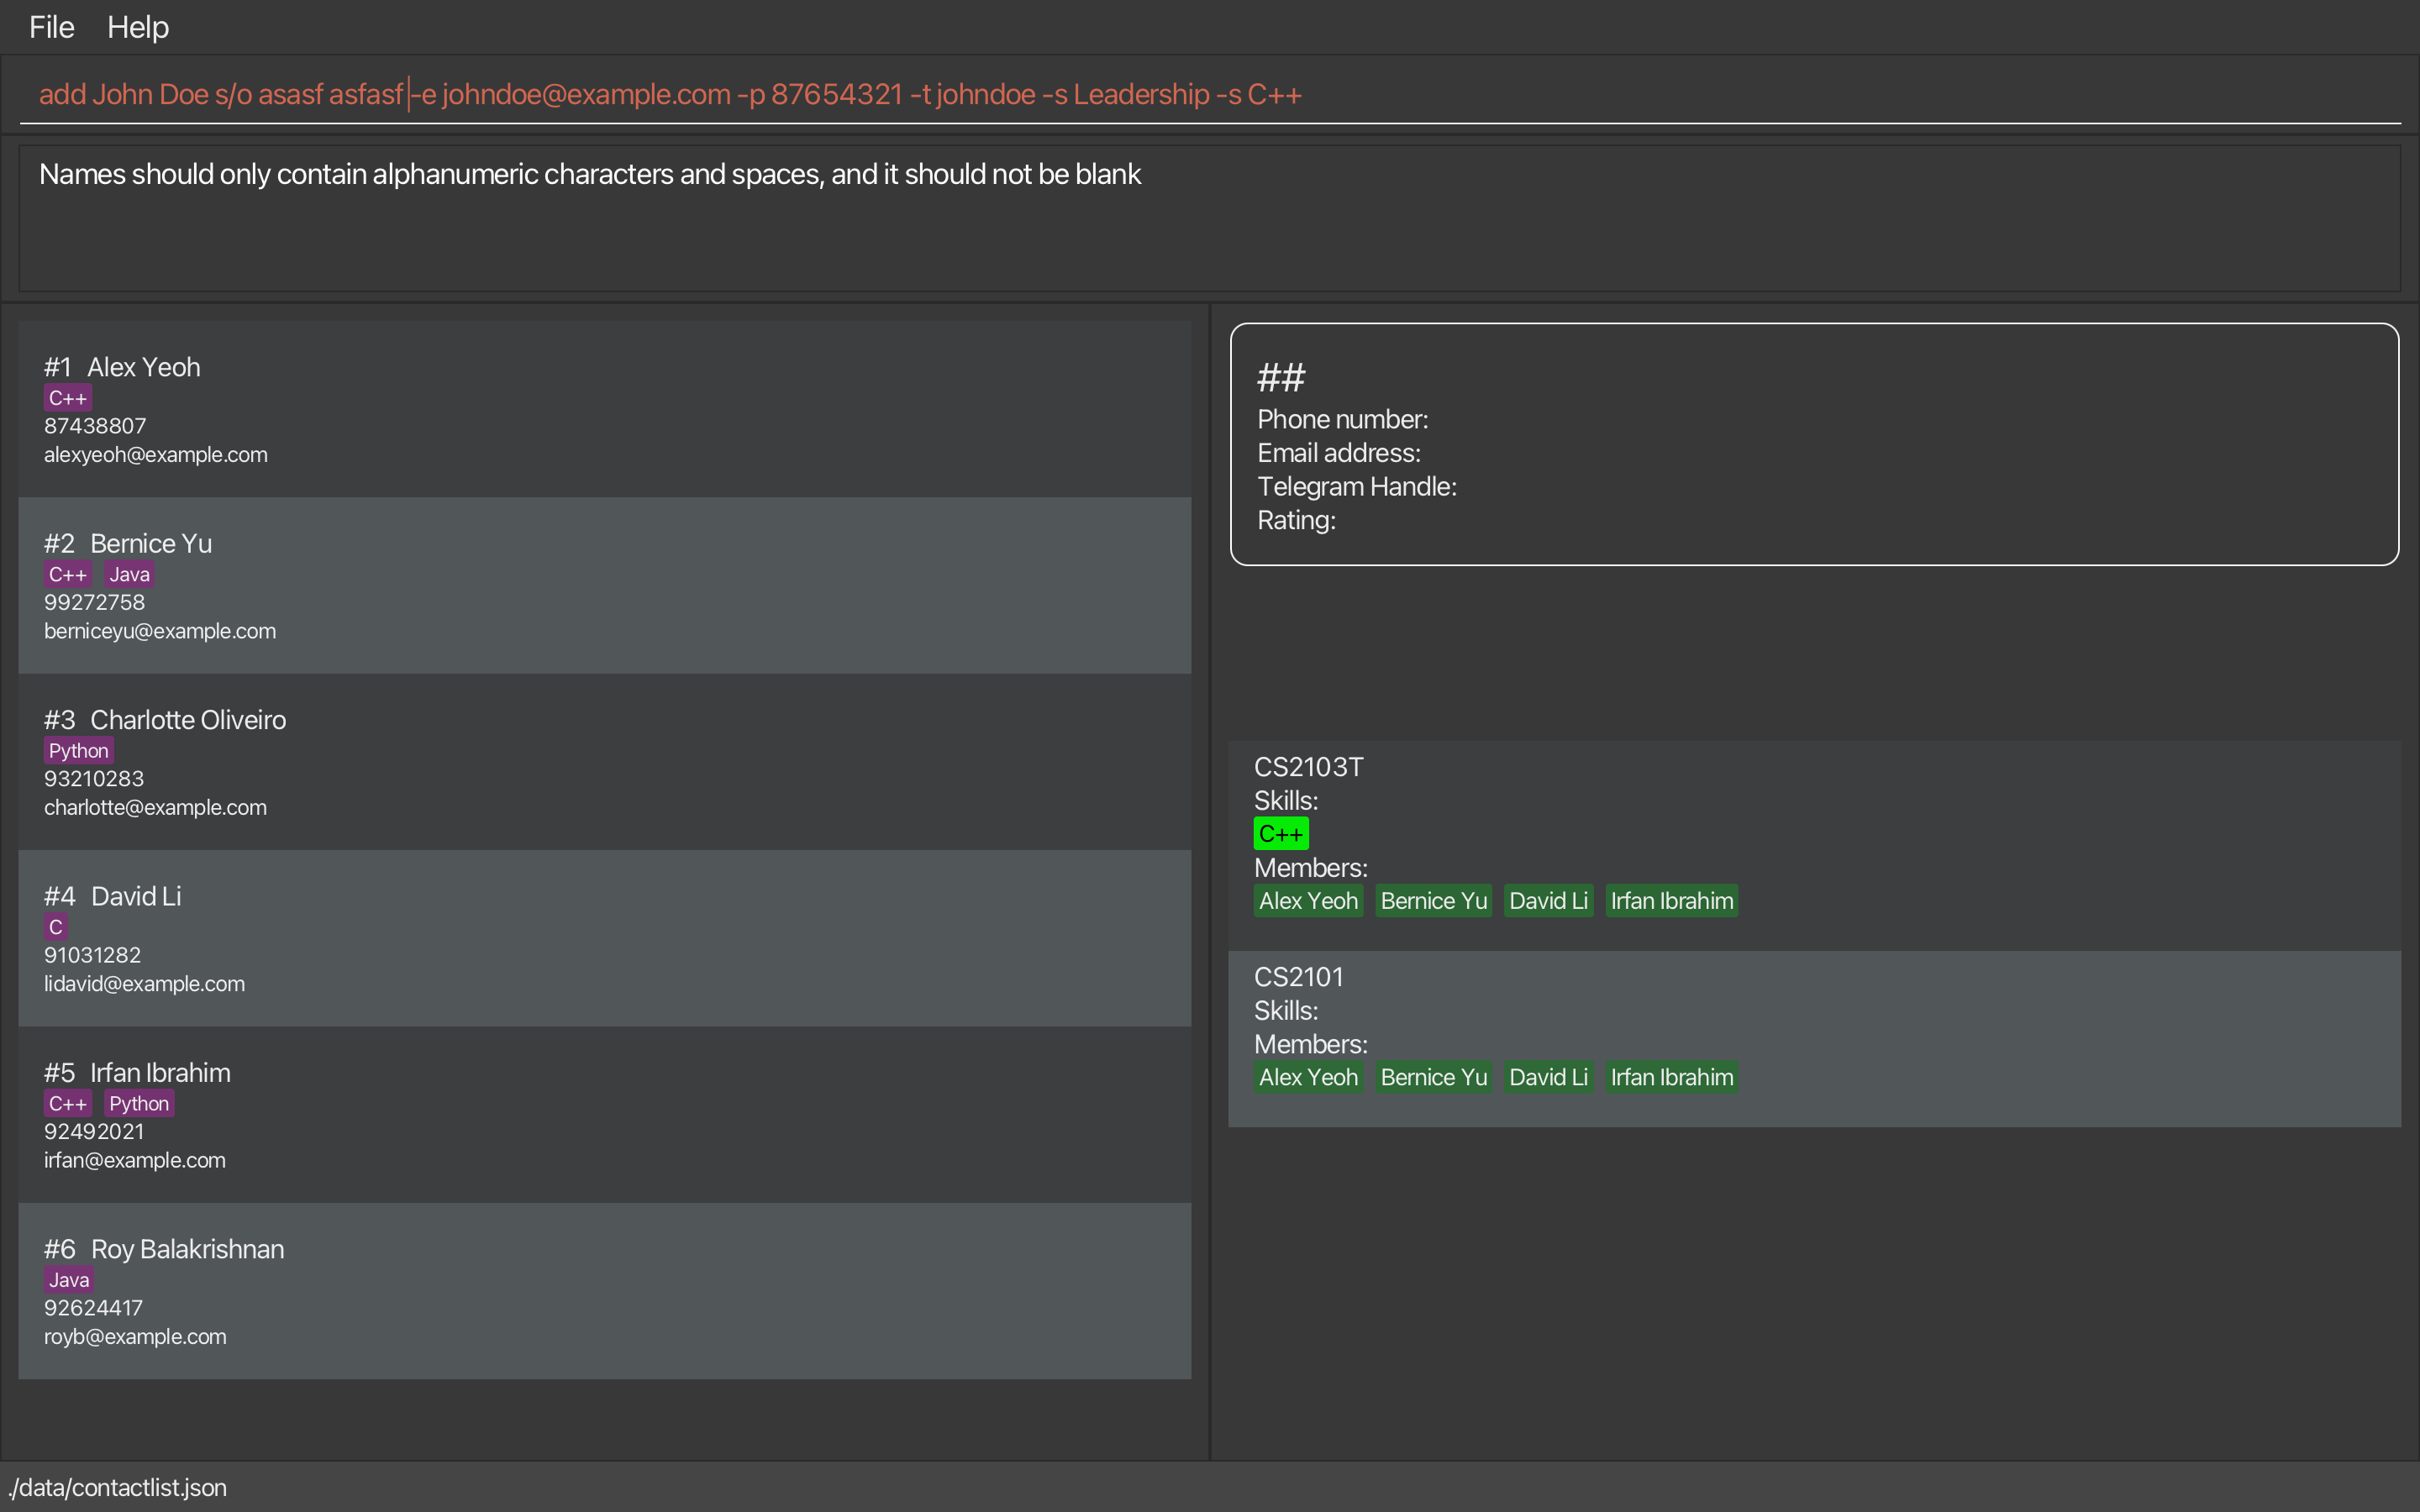 File Help
add John Doe s/o asasf asfasf -e johndoe@example.com -p 87654321 -t johndoe -s Leadership -s C++
Names should only contain alphanumeric characters and spaces, and it should not be blank
#1 Alex Yeoh
C++
87438807
alexyeoh@example.com
#2 Bernice Yu
C++ Java
99272758
berniceyu@example.com
#3 Charlotte Oliveiro
Python
93210283
charlotte@example.com
#4 David Li
C
91031282
lidavid@example.com
#5 Irfan Ibrahim
C++ Python
92492021
irfan@example.com
#6 Roy Balakrishnan
Java
92624417
royb@example.com
##
Phone number:
Email address:
Telegram Handle:
Rating:
CS2103T
Skills:
C++
Members:
Alex Yeoh Bernice Yu David Li Irfan Ibrahim
CS2101
Skills:
Members:
Alex Yeoh Bernice Yu David Li Irfan Ibrahim
./data/contactlist.json